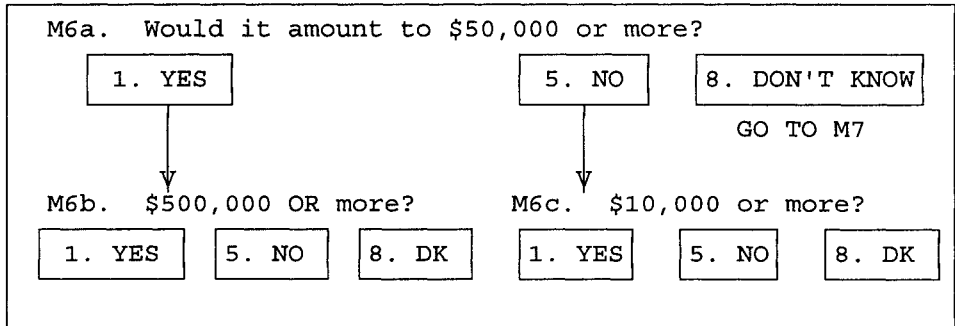 M6a. Would it amount to $50,000 or more?
1. YES 5. NO 8. DON'T KNOW
GO TO M7
M6b. $500,000 OR more? M6c. $10,000 or more?
1. YES 5. NO 8. DK 1. YES 5. NO 8. DK